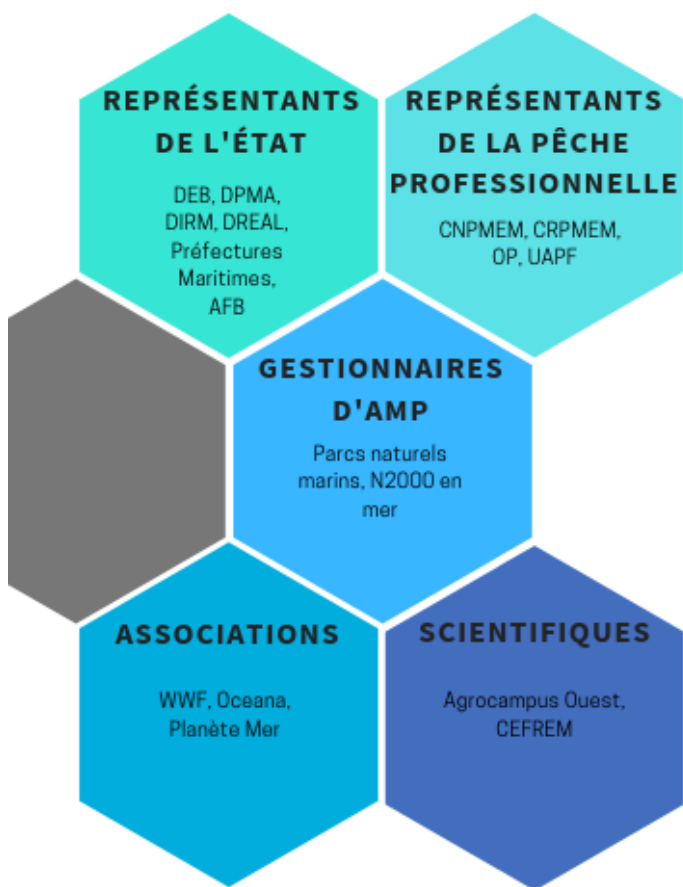 REPRÉSENTANTS
DE L'ÉTAT
DEB, DPMA,
DIRM, DREAL,
Préfectures
Maritimes,
AFB
REPRÉSENTANTS
DE LA PÊCHE
PROFESSIONNELLE
CNPMEM, CRPMEM,
OP, UAPF
GESTIONNAIRES
D'AMP
Parcs naturels
marins, N2000 en
mer
ASSOCIATIONS
WWF, Oceana,
Planète Mer
SCIENTIFIQUES
Agrocampus Ouest,
CEFREM